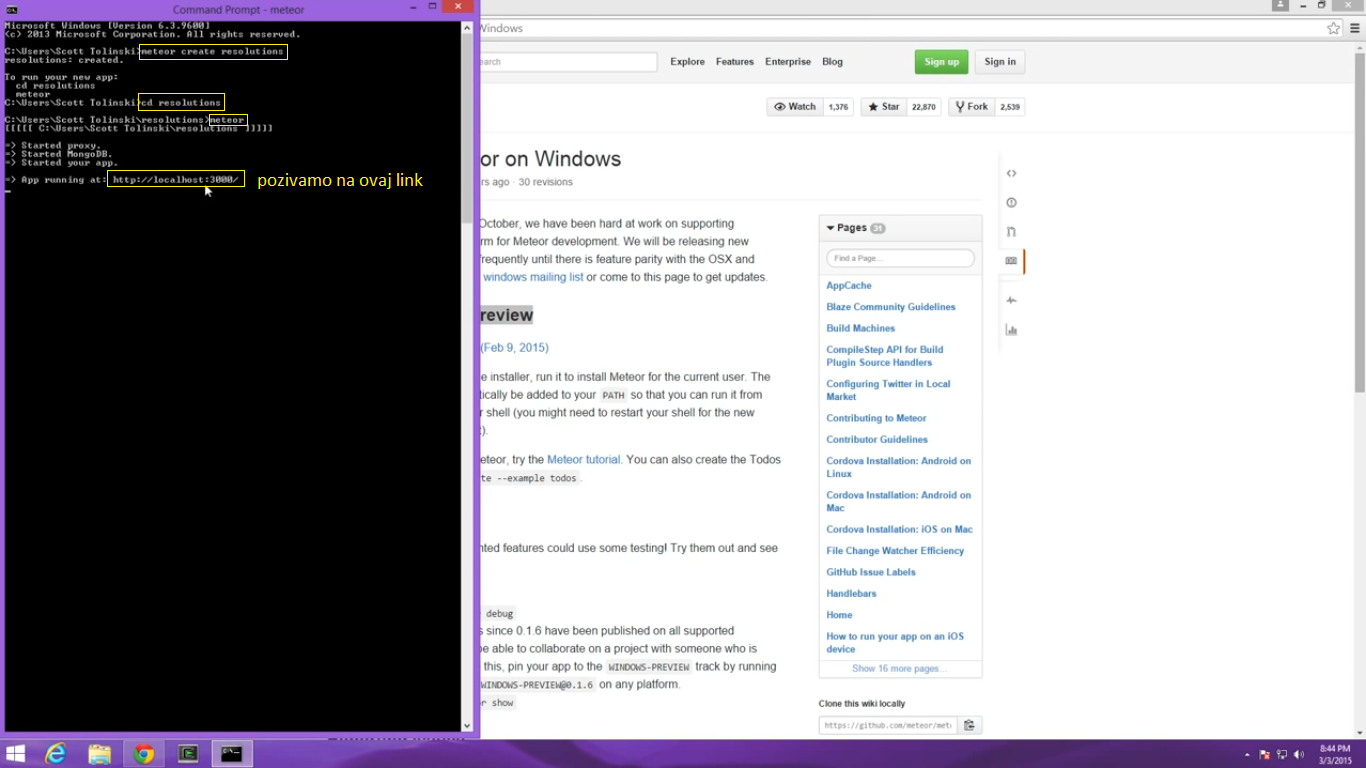 Command Prompt - meteor
Microsoft Windows [Version 6.3.9600]
(c) 2013 Microsoft Corporation. All rights reserved.
C:\Users\Scott Tolinski>meteor create resolutions
resolutions: created.
To run your new app:
cd resolutions
meteor
C:\Users\Scott Tolinski>cd resolutions
C:\Users\Scott Tolinski\resolutions>meteor
[[[[[ C:\Users\Scott Tolinski\resolutions ]]]]]
=> Started proxy.
=> Started MongoDB.
=> Started your app.
=> App running at: http://localhost:3000/
pozivamo na ovaj link
Windows
earch
Explore Features Enterprise Blog
Sign up
Sign in
Watch 1,376
Star 22,870
Fork 2,539
or on Windows
rs ago · 30 revisions
October, we have been hard at work on supporting
rm for Meteor development. We will be releasing new
frequently until there is feature parity with the OSX and
windows mailing list or come to this page to get updates.
review
(Feb 9, 2015)
e installer, run it to install Meteor for the current user. The
tically be added to your PATH so that you can run it from
r shell (you might need to restart your shell for the new
t).
eteor, try the Meteor tutorial. You can also create the Todos
te --example todos.
nted features could use some testing! Try them out and see
debug
s since 0.1.6 have been published on all supported
be able to collaborate on a project with someone who is
this, pin your app to the WINDOWS-PREVIEW track by running
WINDOWS-PREVIEW@0.1.6 on any platform.
or show
Pages 31
Find a Page…
AppCache
Blaze Community Guidelines
Build Machines
CompileStep API for Build
Plugin Source Handlers
Configuring Twitter in Local
Market
Contributing to Meteor
Contributor Guidelines
Cordova Installation: Android on
Linux
Cordova Installation: Android on
Mac
Cordova Installation: iOS on Mac
File Change Watcher Efficiency
GitHub Issue Labels
Handlebars
Home
How to run your app on an iOS
device
Show 16 more pages…
Clone this wiki locally
https://github.com/meteor/met
8:44 PM
3/3/2015